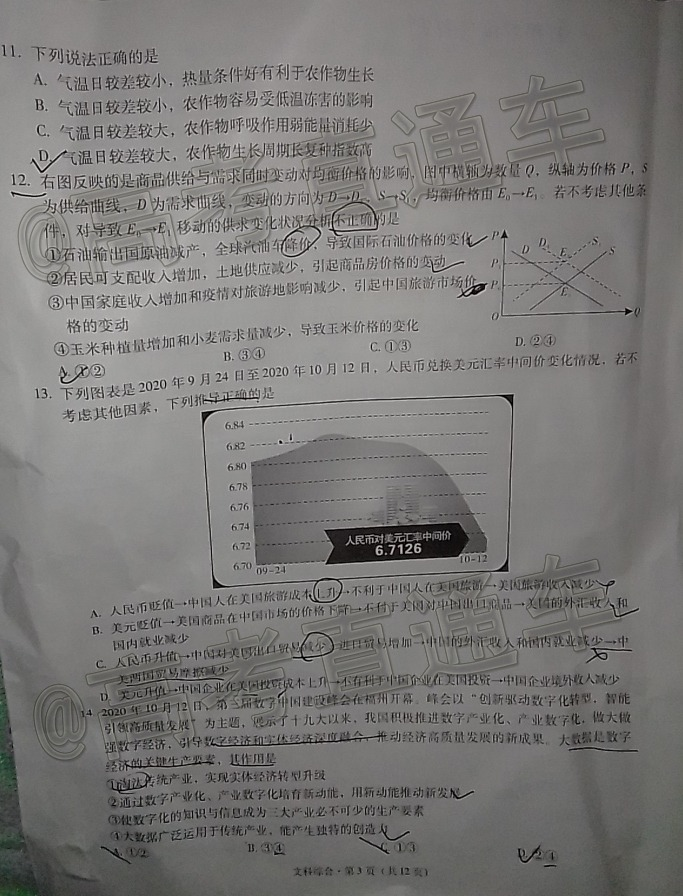 11. 下列说法正确的是
A. 气温日较差较小，热量条件好有利于农作物生长
B. 气温日较差较小，农作物容易受低温冻害的影响
C. 气温日较差较大，农作物呼吸作用弱能量消耗少
D. 气温日较差较大，农作物生长周期长复种指数高
12. 右图反映的是商品供给与需求同时变动对均衡价格的影响，图中横轴为数量 Q，纵轴为价格 P，S
为供给曲线，D 为需求曲线，变动的方向为 D→D₁、S→S₁，均衡价格由 E₀→E₁。若不考虑其他条
件，对导致 E₀→E₁ 移动的供求变化状况分析不正确的是
①石油输出国原油减产，全球汽油车降价，导致国际石油价格的变化
②居民可支配收入增加，土地供应减少，引起商品房价格的变动
③中国家庭收入增加和疫情对旅游地影响减少，引起中国旅游市场价
格的变动
④玉米种植量增加和小麦需求量减少，导致玉米价格的变化
A. ①② B. ③④ C. ①③ D. ②④
P D D₁ E₁ S₁ S
P₁
P₀ E₀
O Q
13. 下列图表是 2020 年 9 月 24 日至 2020 年 10 月 12 日，人民币兑换美元汇率中间价变化情况，若不
考虑其他因素，下列推导正确的是
6.84
6.82
6.80
6.78
6.76
6.74
6.72
6.70
人民币对美元汇率中间价
6.7126
09-24 10-12
A. 人民币贬值→中国人在美国旅游成本上升→不利于中国人在美国旅游→美国旅游收入减少
B. 美元贬值→美国商品在中国市场的价格下降→不利于美国对中国出口商品→美国的外汇收入和
国内就业减少
C. 人民币升值→中国对美国出口贸易减少，进口贸易增加→中国的外汇收入和国内就业减少→中
美两国贸易摩擦减少
D. 美元升值→中国企业在美国投资成本上升→不有利于中国企业在美国投资→中国企业境外收入减少
14. 2020 年 10 月 12 日，第三届数字中国建设峰会在福州开幕。峰会以“创新驱动数字化转型，智能
引领高质量发展”为主题，展示了十九大以来，我国积极推进数字产业化、产业数字化，做大做
强数字经济，引导数字经济和实体经济深度融合，推动经济高质量发展的新成果。大数据是数字
经济的关键生产要素，其作用是
①淘汰传统产业，实现实体经济转型升级
②通过数字产业化、产业数字化培育新动能，用新动能推动新发展
③使数字化的知识与信息成为三大产业必不可少的生产要素
④大数据广泛运用于传统产业，能产生独特的创造力
A. ①② B. ③④ C. ①③ D. ②④
文科综合·第 3 页（共 12 页）
@高考直通车
@高考直通车